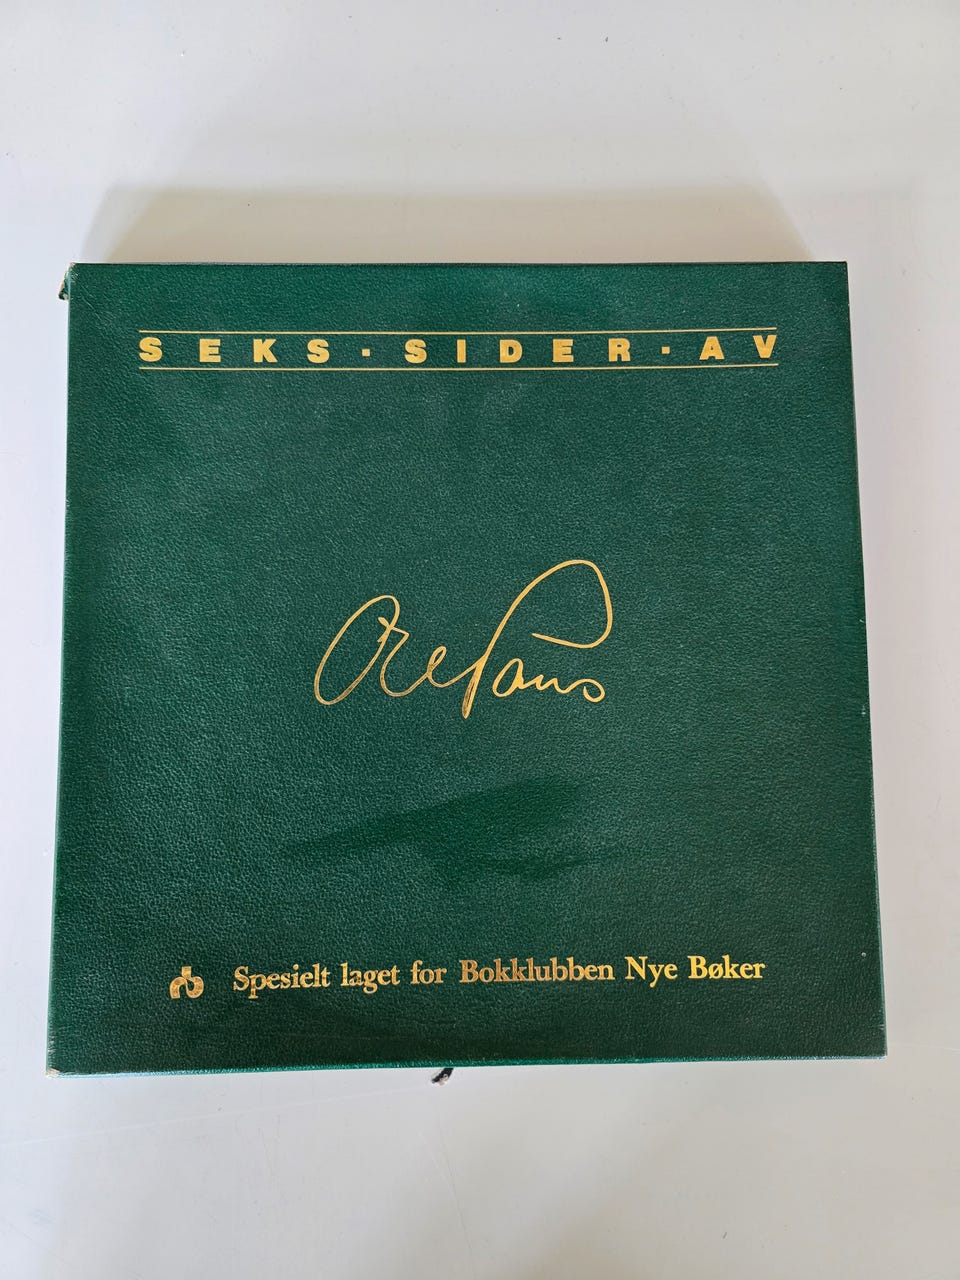 SEKS · SIDER · AV
Ole Paus
Spesielt laget for Bokklubben Nye Bøker